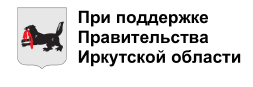 При поддержке
Правительства
Иркутской области